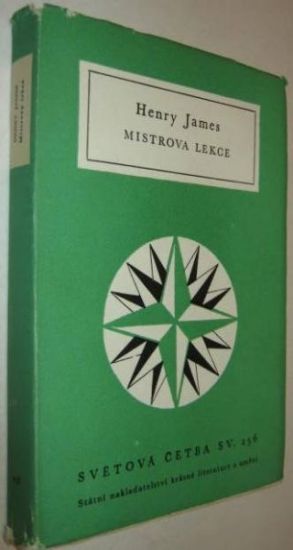 Henry James
MISTROVA LEKCE
SVĚTOVÁ ČETBA SV. 256
Státní nakladatelství krásné literatury a umění